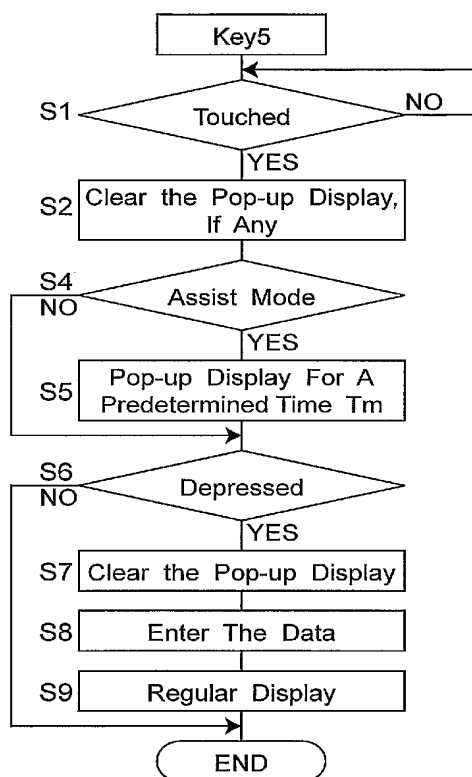 Key5
S1
Touched
NO
YES
S2
Clear the Pop-up Display,
If Any
S4
NO
Assist Mode
YES
S5
Pop-up Display For A
Predetermined Time Tm
S6
NO
Depressed
YES
S7
Clear the Pop-up Display
S8
Enter The Data
S9
Regular Display
END